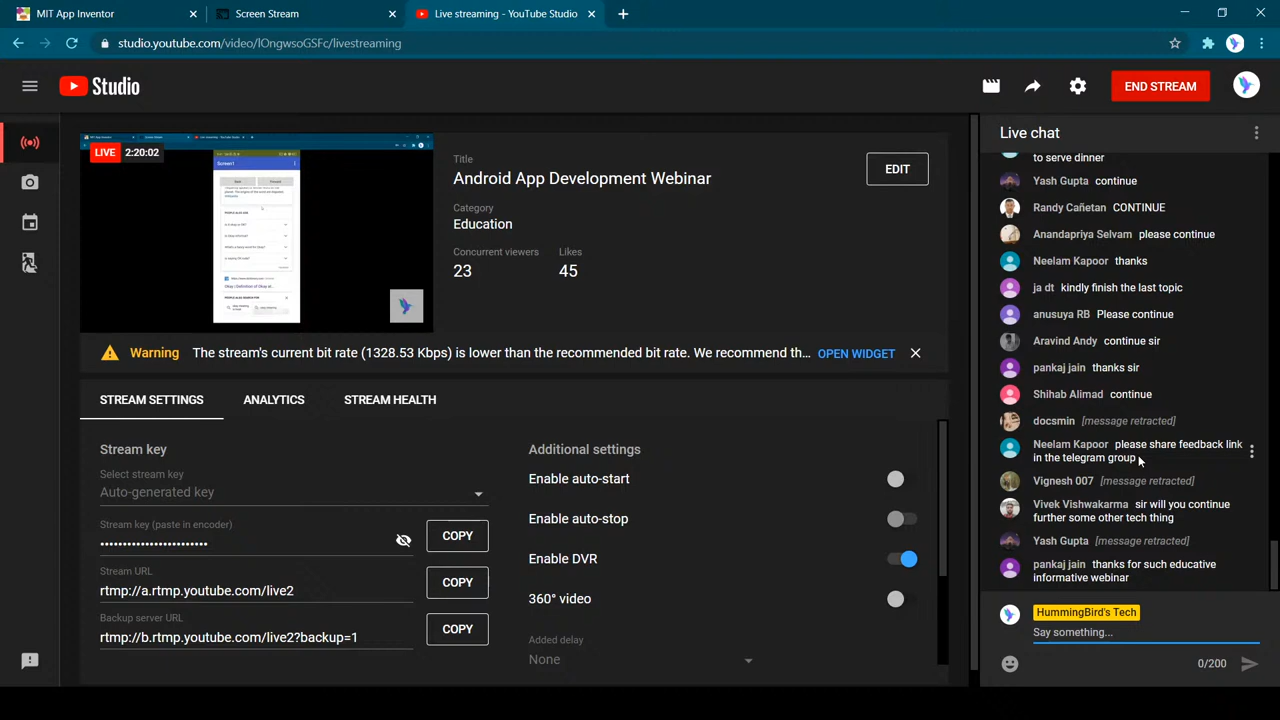 MIT App Inventor
Screen Stream
Live streaming - YouTube Studio
studio.youtube.com/video/lOngwsoGSFc/livestreaming
Studio
END STREAM
LIVE 2:20:02
Screen1
Title
Android App Development W
Category
Education
Concurrent viewers
23
Likes
45
EDIT
Warning The stream's current bit rate (1328.53 Kbps) is lower than the recommended bit rate. We recommend th...
OPEN WIDGET
STREAM SETTINGS
ANALYTICS
STREAM HEALTH
Stream key
Select stream key
Auto-generated key
Stream key (paste in encoder)
••••••••••••••••••••••••
COPY
Stream URL
rtmp://a.rtmp.youtube.com/live2
COPY
Backup server URL
rtmp://b.rtmp.youtube.com/live2?backup=1
COPY
Additional settings
Enable auto-start
Enable auto-stop
Enable DVR
360° video
Added delay
None
Live chat
to serve dinner
Yash Gupta continue
Randy Cañetan CONTINUE
Anandapriya Selvam please continue
Neelam Kapoor thanks
ja dt kindly finish the last topic
anusuya RB Please continue
Aravind Andy continue sir
pankaj jain thanks sir
Shihab Alimad continue
docsmin [message retracted]
Neelam Kapoor please share feedback link
in the telegram group
Vignesh 007 [message retracted]
Vivek Vishwakarma sir will you continue
further some other tech thing
Yash Gupta [message retracted]
pankaj jain thanks for such educative
informative webinar
HummingBird's Tech
Say something...
0/200